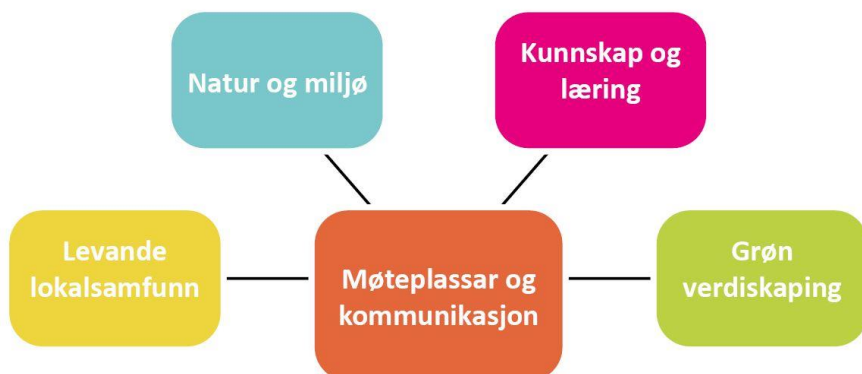 Natur og miljø
Kunnskap og
læring
Levande
lokalsamfunn
Møteplassar og
kommunikasjon
Grøn
verdiskaping